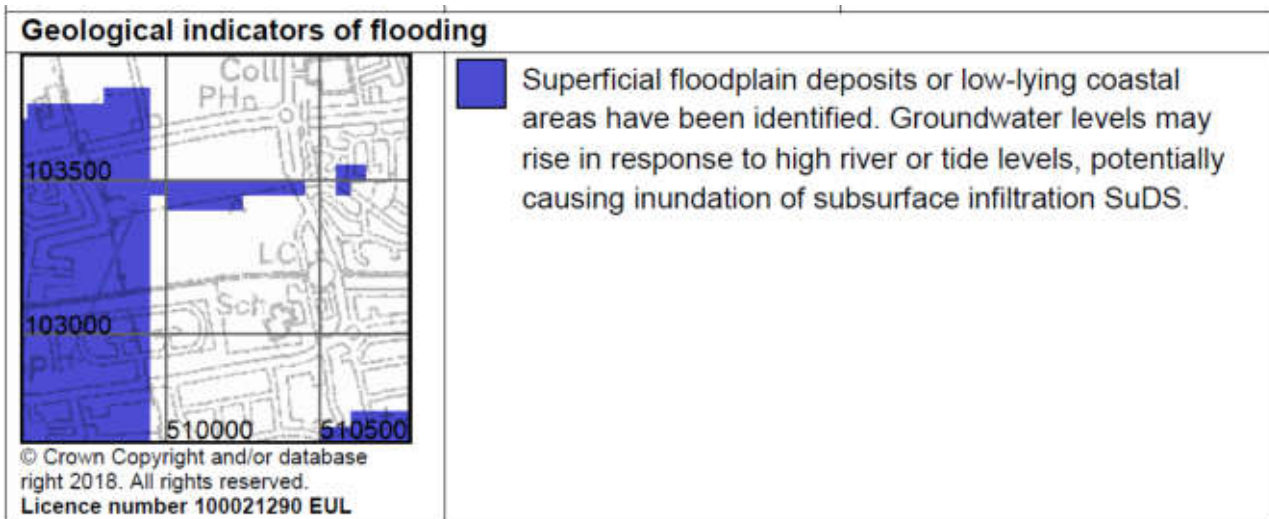 Geological indicators of flooding
Coll
PH
103500
LC
Sch
103000
PH
510000
510500
© Crown Copyright and/or database
right 2018. All rights reserved.
Licence number 100021290 EUL
Superficial floodplain deposits or low-lying coastal
areas have been identified. Groundwater levels may
rise in response to high river or tide levels, potentially
causing inundation of subsurface infiltration SuDS.